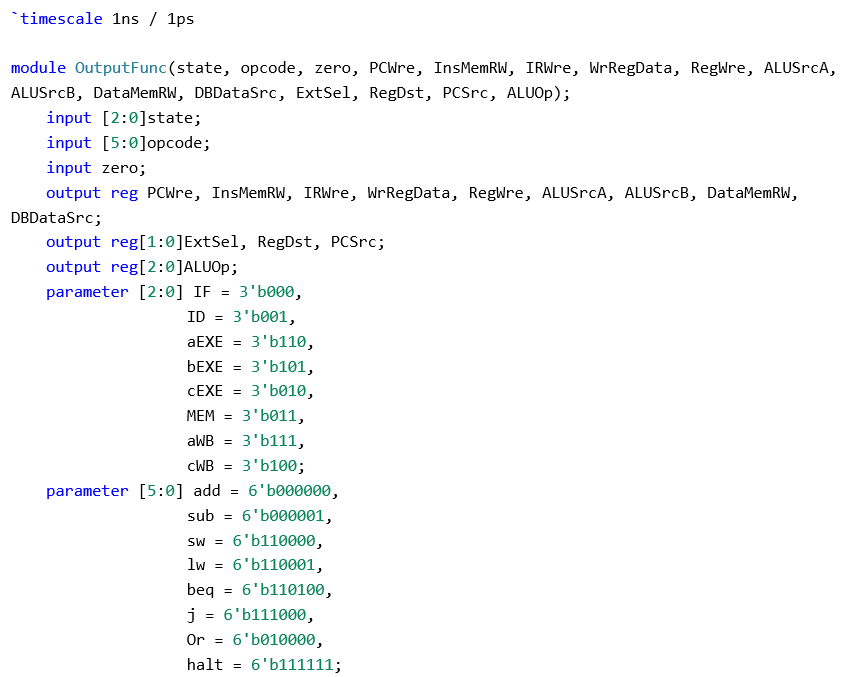 `timescale 1ns / 1ps
module OutputFunc(state, opcode, zero, PCWre, InsMemRW, IRWre, WrRegData, RegWre, ALUSrcA,
ALUSrcB, DataMemRW, DBDataSrc, ExtSel, RegDst, PCSrc, ALUOp);
    input [2:0]state;
    input [5:0]opcode;
    input zero;
    output reg PCWre, InsMemRW, IRWre, WrRegData, RegWre, ALUSrcA, ALUSrcB, DataMemRW,
DBDataSrc;
    output reg[1:0]ExtSel, RegDst, PCSrc;
    output reg[2:0]ALUOp;
    parameter [2:0] IF = 3'b000,
                    ID = 3'b001,
                    aEXE = 3'b110,
                    bEXE = 3'b101,
                    cEXE = 3'b010,
                    MEM = 3'b011,
                    aWB = 3'b111,
                    cWB = 3'b100;
    parameter [5:0] add = 6'b000000,
                    sub = 6'b000001,
                    sw = 6'b110000,
                    lw = 6'b110001,
                    beq = 6'b110100,
                    j = 6'b111000,
                    Or = 6'b010000,
                    halt = 6'b111111;